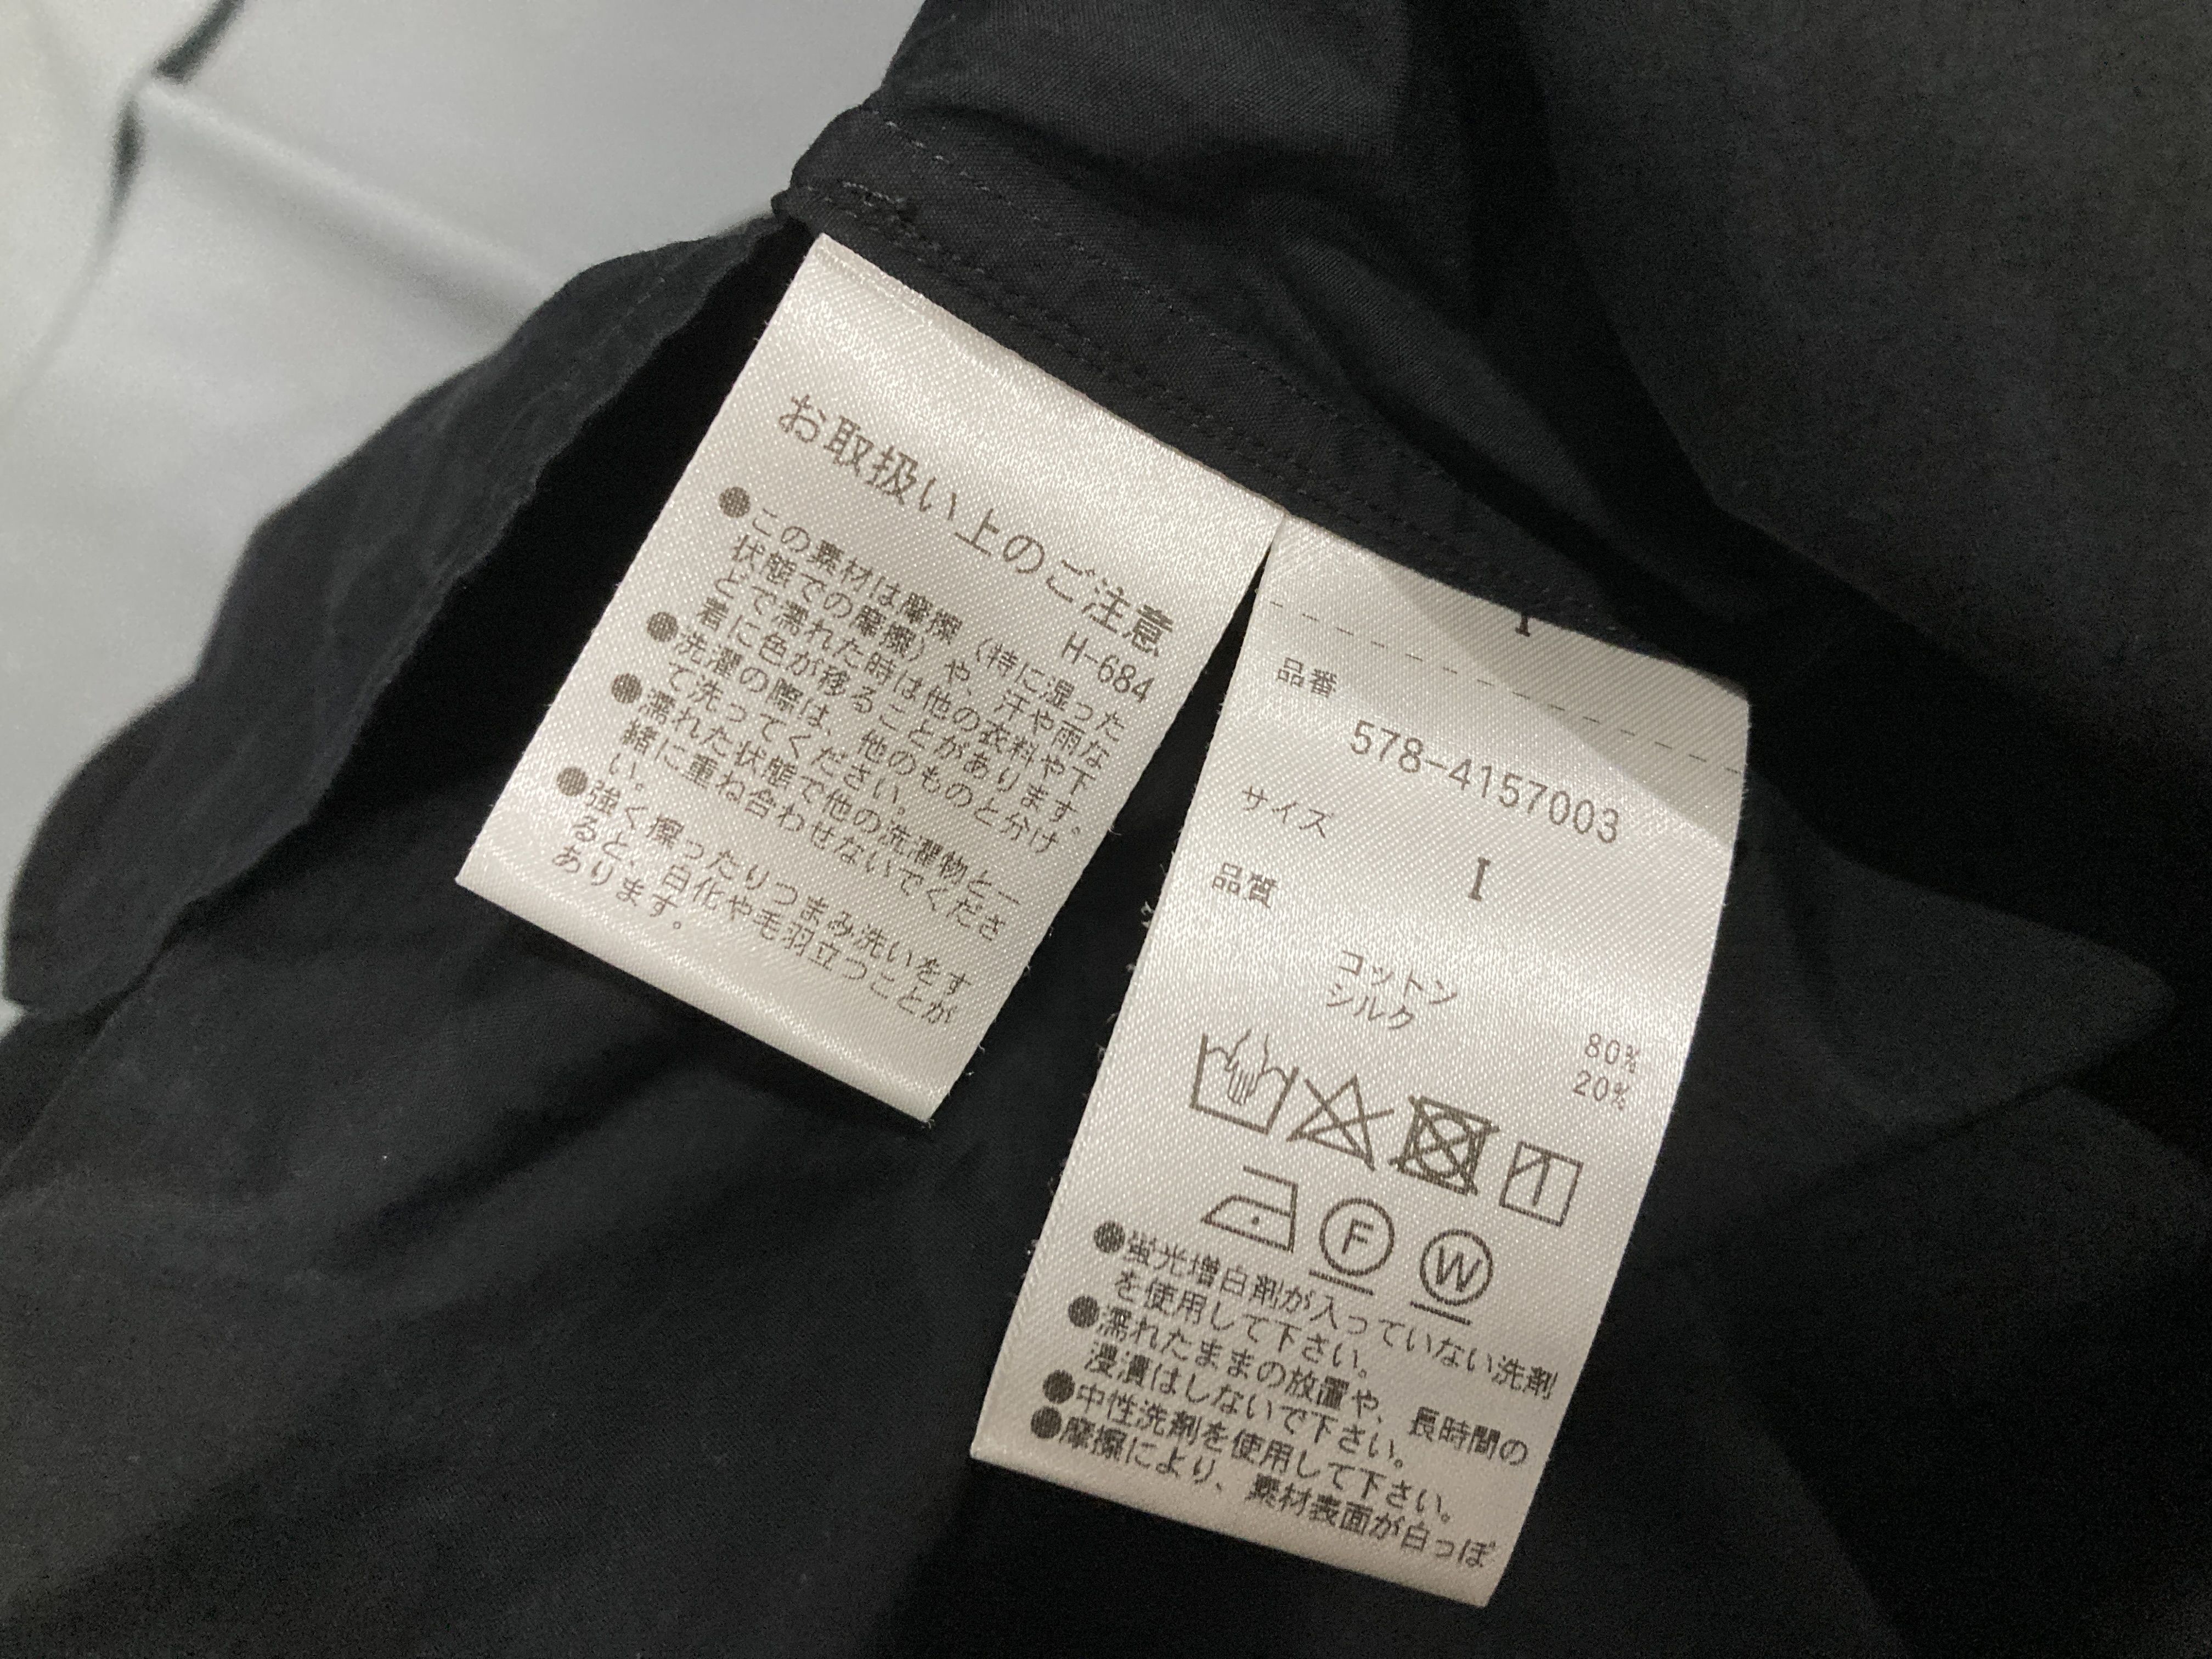 お取扱い上のご注意
H-684
●この素材は摩擦（特に湿った
状態での摩擦）や、汗や雨な
どで濡れた時は他の衣料や下
着に色が移ることがあります。
●洗濯の際は、他のものと分け
て洗ってください。
●濡れた状態で他の洗濯物と一
緒に重ね合わせないでくださ
い。
●強く擦ったりつまみ洗いをす
ると、白化や毛羽立つことが
あります。
品番
578-4157003
サイズ
I
品質
コットン 80%
シルク 20%
F W
●蛍光増白剤が入っていない洗剤
を使用して下さい。
●濡れたままの放置や、長時間の
浸漬はしないで下さい。
●中性洗剤を使用して下さい。
●摩擦により、素材表面が白っぽ